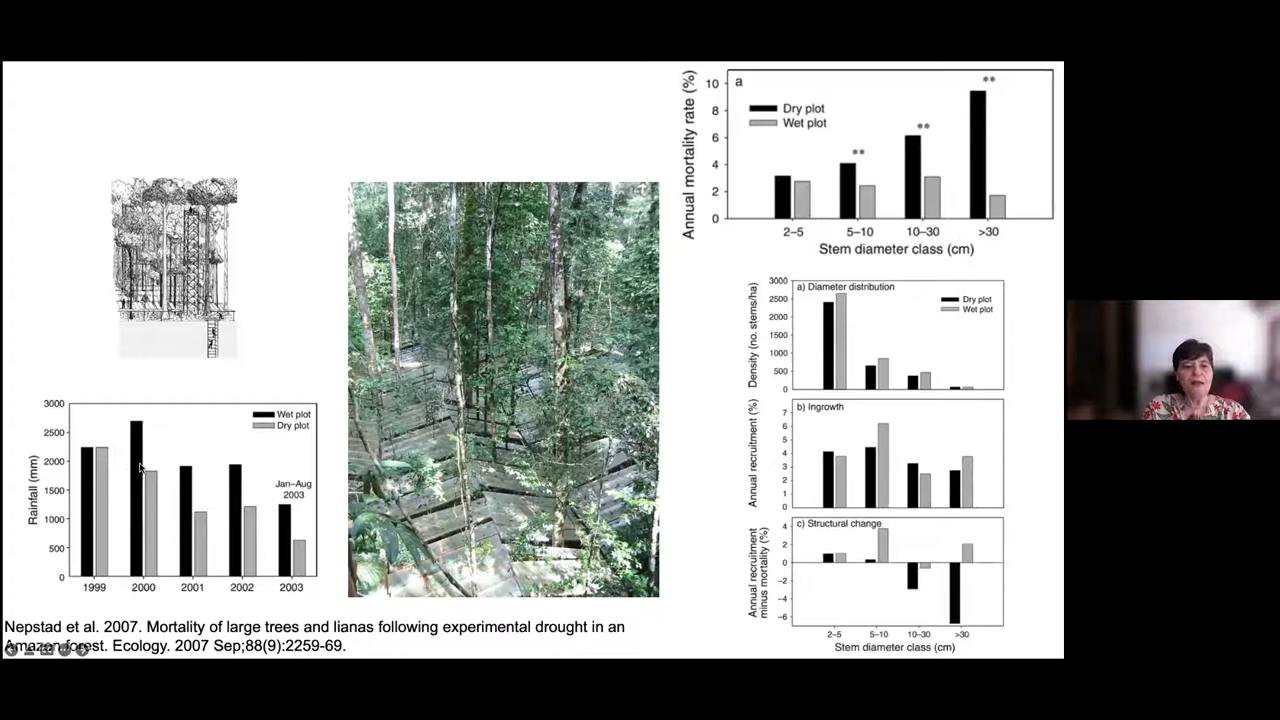 a
Annual mortality rate (%)
10
8
6
4
2
0
Dry plot
Wet plot
**
**
**
2–5
5–10
10–30
>30
Stem diameter class (cm)
a) Diameter distribution
Density (no. stems/ha)
3000
2500
2000
1500
1000
500
0
Dry plot
Wet plot
b) Ingrowth
Annual recruitment (%)
7
6
5
4
3
2
1
0
c) Structural change
Annual recruitment
minus mortality (%)
4
2
0
−2
−4
−6
2–5
5–10
10–30
>30
Stem diameter class (cm)
Rainfall (mm)
3000
2500
2000
1500
1000
500
0
Wet plot
Dry plot
Jan–Aug
2003
1999
2000
2001
2002
2003
Nepstad et al. 2007. Mortality of large trees and lianas following experimental drought in an
Amazon forest. Ecology. 2007 Sep;88(9):2259-69.